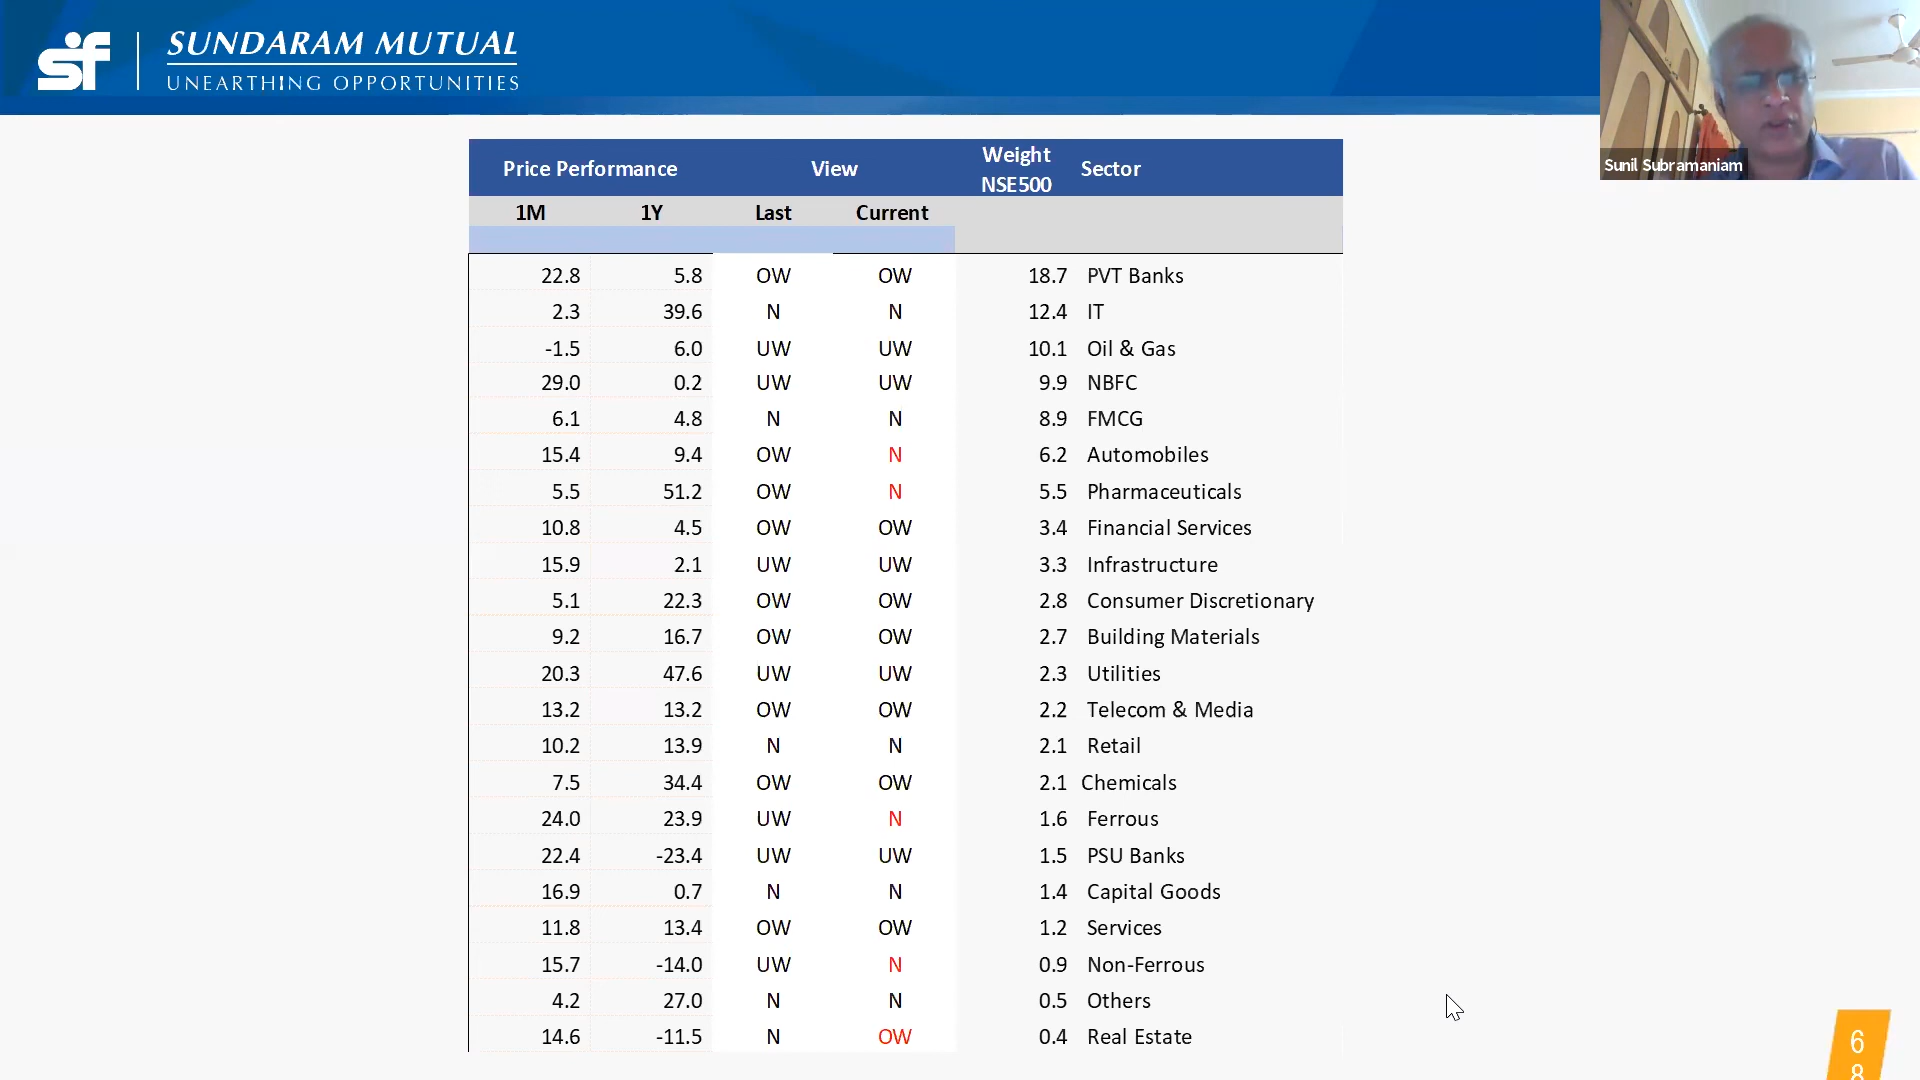 sf
SUNDARAM MUTUAL
UNEARTHING OPPORTUNITIES
Sunil Subramaniam
Price Performance View Weight NSE500 Sector
1M 1Y Last Current
22.8 5.8 OW OW 18.7 PVT Banks
2.3 39.6 N N 12.4 IT
-1.5 6.0 UW UW 10.1 Oil & Gas
29.0 0.2 UW UW 9.9 NBFC
6.1 4.8 N N 8.9 FMCG
15.4 9.4 OW N 6.2 Automobiles
5.5 51.2 OW N 5.5 Pharmaceuticals
10.8 4.5 OW OW 3.4 Financial Services
15.9 2.1 UW UW 3.3 Infrastructure
5.1 22.3 OW OW 2.8 Consumer Discretionary
9.2 16.7 OW OW 2.7 Building Materials
20.3 47.6 UW UW 2.3 Utilities
13.2 13.2 OW OW 2.2 Telecom & Media
10.2 13.9 N N 2.1 Retail
7.5 34.4 OW OW 2.1 Chemicals
24.0 23.9 UW N 1.6 Ferrous
22.4 -23.4 UW UW 1.5 PSU Banks
16.9 0.7 N N 1.4 Capital Goods
11.8 13.4 OW OW 1.2 Services
15.7 -14.0 UW N 0.9 Non-Ferrous
4.2 27.0 N N 0.5 Others
14.6 -11.5 N OW 0.4 Real Estate
6
8